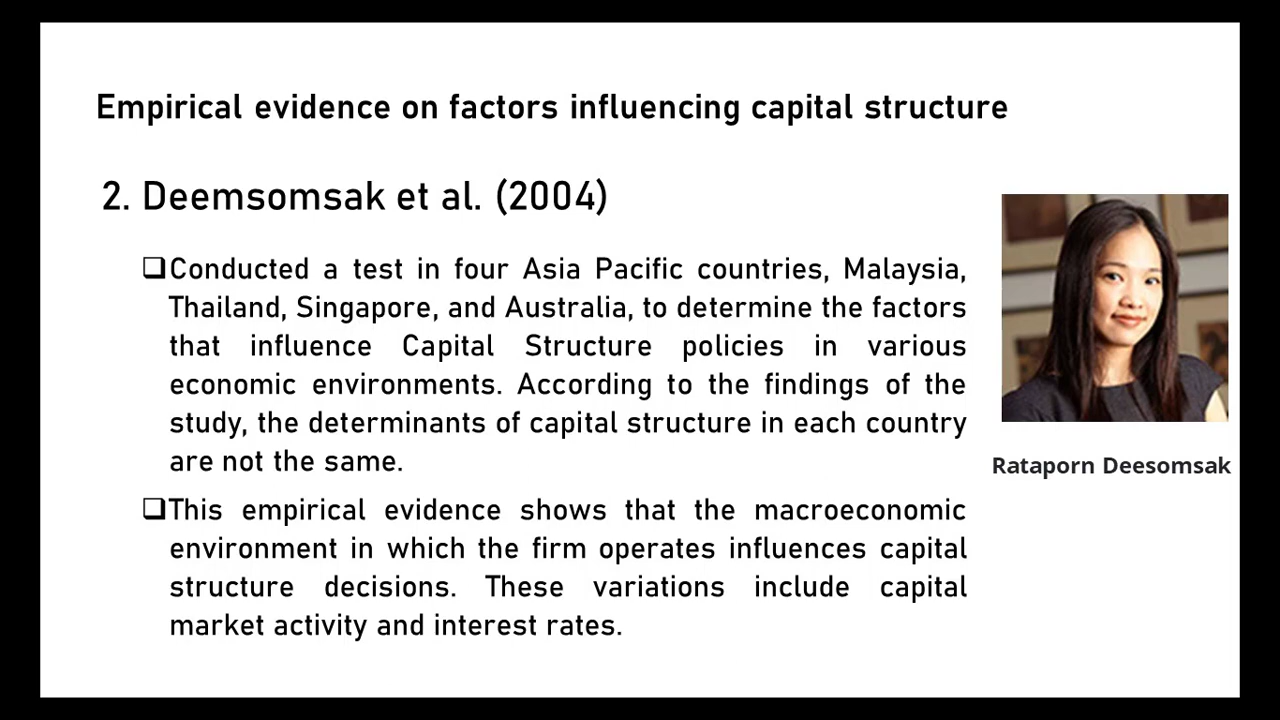 Empirical evidence on factors influencing capital structure
2. Deemsomsak et al. (2004)
❑Conducted a test in four Asia Pacific countries, Malaysia,
Thailand, Singapore, and Australia, to determine the factors
that influence Capital Structure policies in various
economic environments. According to the findings of the
study, the determinants of capital structure in each country
are not the same.
❑This empirical evidence shows that the macroeconomic
environment in which the firm operates influences capital
structure decisions. These variations include capital
market activity and interest rates.
Rataporn Deesomsak